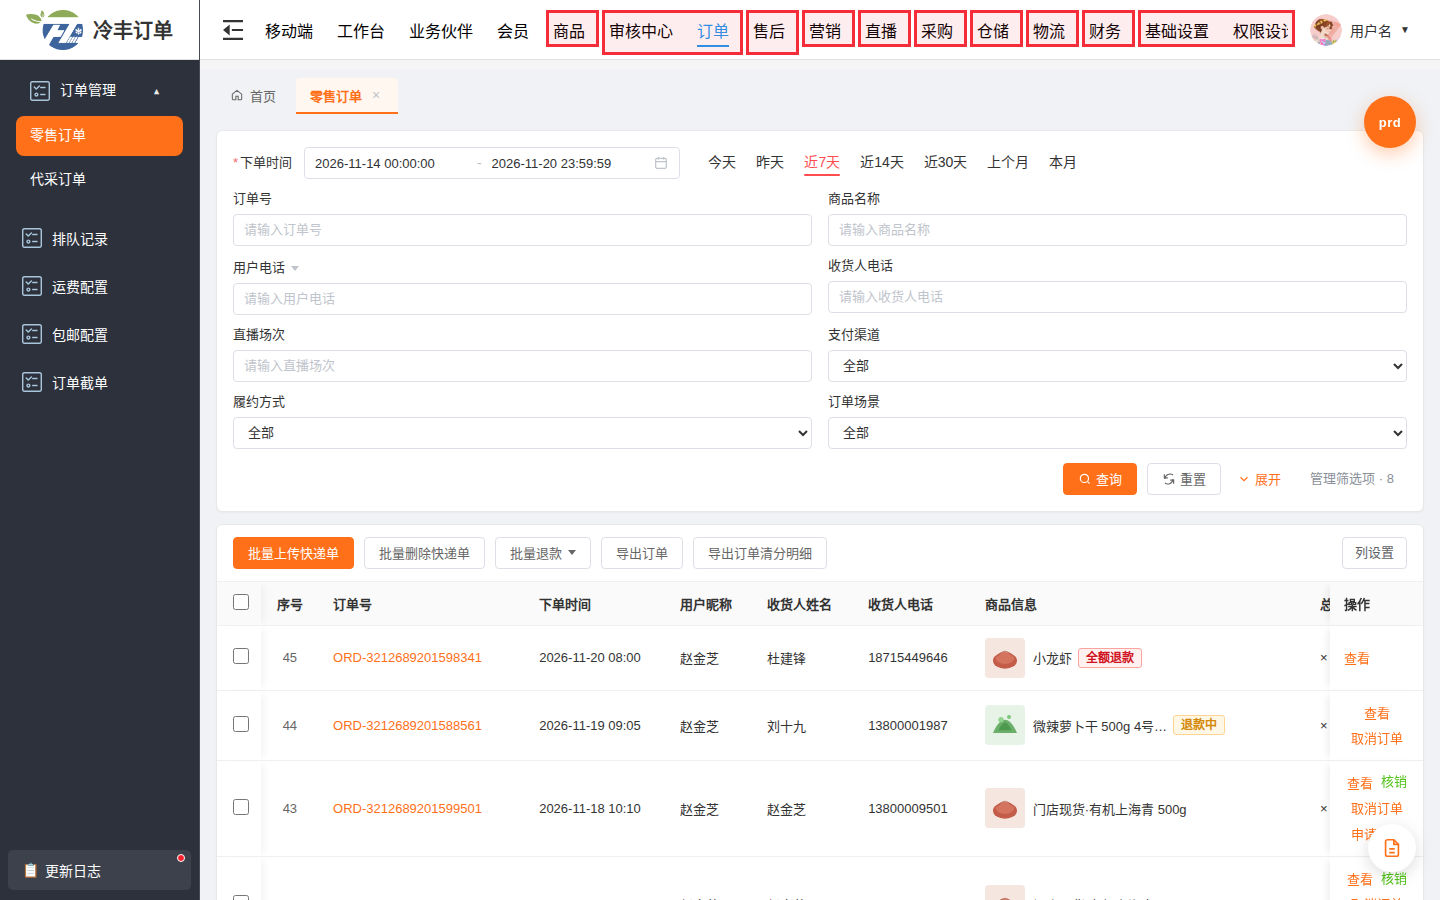 冷丰订单
移动端 工作台 业务伙伴 会员 商品 审核中心 订单 售后 营销 直播 采购 仓储 物流 财务 基础设置 权限设
用户名 ▼
订单管理 ▲
零售订单
代采订单
排队记录
运费配置
包邮配置
订单截单
更新日志
首页 零售订单 ×
prd
*下单时间 2026-11-14 00:00:00 - 2026-11-20 23:59:59 今天 昨天 近7天 近14天 近30天 上个月 本月
订单号 商品名称
请输入订单号 请输入商品名称
用户电话 收货人电话
请输入用户电话 请输入收货人电话
直播场次 支付渠道
请输入直播场次 全部
履约方式 订单场景
全部 全部
查询 重置 展开 管理筛选项 · 8
批量上传快递单 批量删除快递单 批量退款 导出订单 导出订单清分明细 列设置
序号 订单号 下单时间 用户昵称 收货人姓名 收货人电话 商品信息 总 操作
45 ORD-3212689201598341 2026-11-20 08:00 赵金芝 杜建锋 18715449646 小龙虾 全额退款 × 查看
44 ORD-3212689201588561 2026-11-19 09:05 赵金芝 刘十九 13800001987 微辣萝卜干 500g 4号… 退款中 × 查看
取消订单
43 ORD-3212689201599501 2026-11-18 10:10 赵金芝 赵金芝 13800009501 门店现货·有机上海青 500g × 查看 核销
取消订单
申请
查看 核销